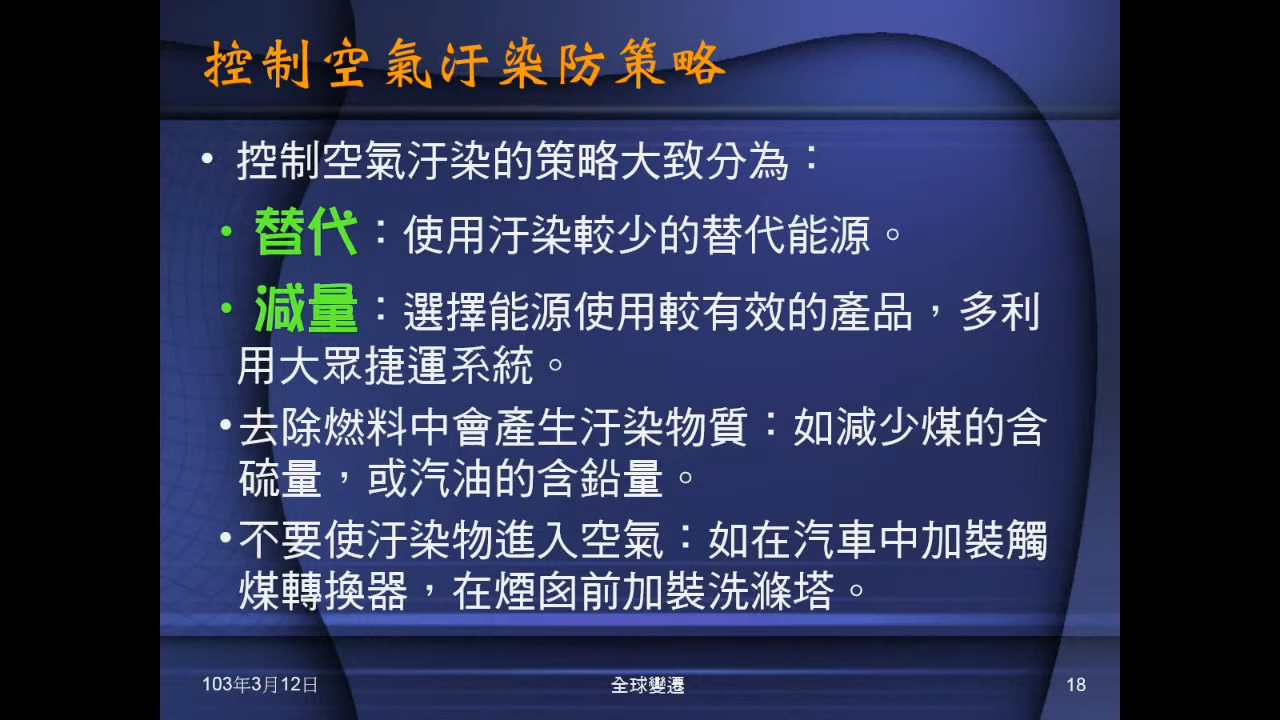 控制空氣汙染防策略
• 控制空氣汙染的策略大致分為：
• 替代：使用汙染較少的替代能源。
• 減量：選擇能源使用較有效的產品，多利
用大眾捷運系統。
•去除燃料中會產生汙染物質：如減少煤的含
硫量，或汽油的含鉛量。
•不要使汙染物進入空氣：如在汽車中加裝觸
煤轉換器，在煙囪前加裝洗滌塔。
103年3月12日
全球變遷
18